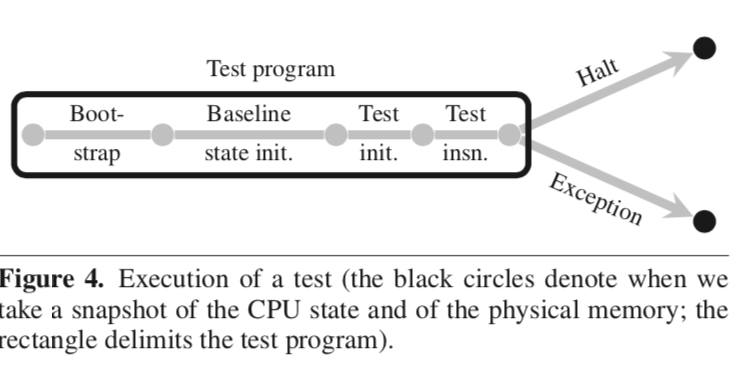 Test program
Boot-
strap
Baseline
state init.
Test
init.
Test
insn.
Halt
Exception
Figure 4. Execution of a test (the black circles denote when we
take a snapshot of the CPU state and of the physical memory; the
rectangle delimits the test program).